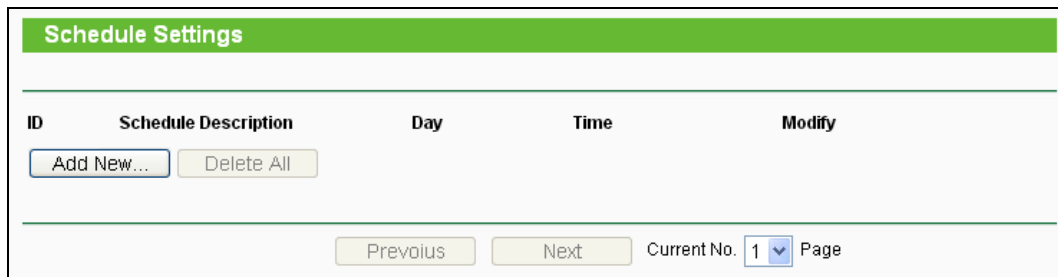 Schedule Settings
ID Schedule Description Day Time Modify
Add New... Delete All
Prevoius Next Current No. 1 Page